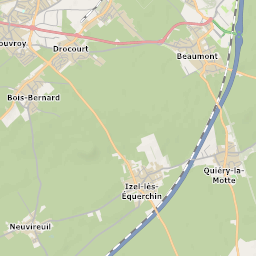 ouvroy
Drocourt
Beaumont
Bois-Bernard
Quiéry-la-
Motte
Izel-lès-
Équerchin
Neuvireuil